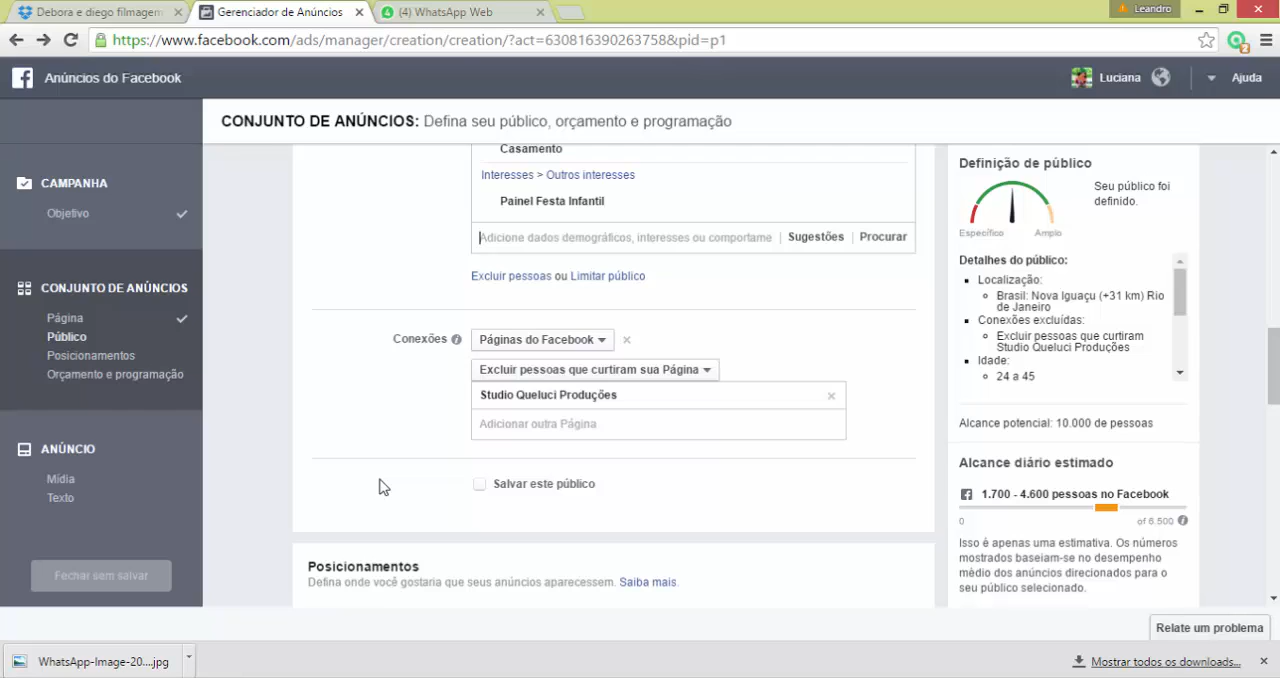 Debora e diego filmagem
Gerenciador de Anúncios
(4) WhatsApp Web
Leandro
https://www.facebook.com/ads/manager/creation/creation/?act=630816390263758&pid=p1
Anúncios do Facebook
Luciana
Ajuda
CONJUNTO DE ANÚNCIOS: Defina seu público, orçamento e programação
CAMPANHA
Objetivo
CONJUNTO DE ANÚNCIOS
Página
Público
Posicionamentos
Orçamento e programação
ANÚNCIO
Mídia
Texto
Fechar sem salvar
Casamento
Interesses > Outros interesses
Painel Festa Infantil
Adicione dados demográficos, interesses ou comportame
Sugestões
Procurar
Excluir pessoas ou Limitar público
Conexões
Páginas do Facebook
Excluir pessoas que curtiram sua Página
Studio Queluci Produções
Adicionar outra Página
Salvar este público
Posicionamentos
Defina onde você gostaria que seus anúncios aparecessem. Saiba mais.
Definição de público
Seu público foi
definido.
Específico
Amplo
Detalhes do público:
Localização:
Brasil: Nova Iguaçu (+31 km) Rio
de Janeiro
Conexões excluídas:
Excluir pessoas que curtiram
Studio Queluci Produções
Idade:
24 a 45
Alcance potencial: 10.000 de pessoas
Alcance diário estimado
1.700 - 4.600 pessoas no Facebook
0
of 6.500
Isso é apenas uma estimativa. Os números
mostrados baseiam-se no desempenho
médio dos anúncios direcionados para o
seu público selecionado.
Relate um problema
WhatsApp-Image-20....jpg
Mostrar todos os downloads...